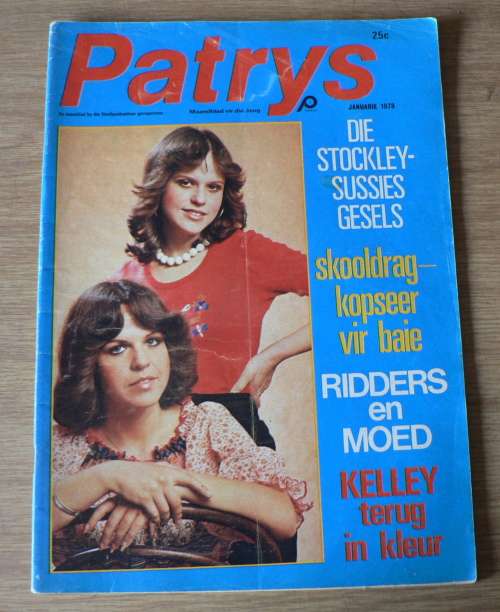 25c
Patrys
Maandblad vir die Jeug
JANUARIE 1976
DIE
STOCKLEY-
SUSSIES
GESELS
skooldrag—
kopseer
vir baie
RIDDERS
en
MOED
KELLEY
terug
in kleur